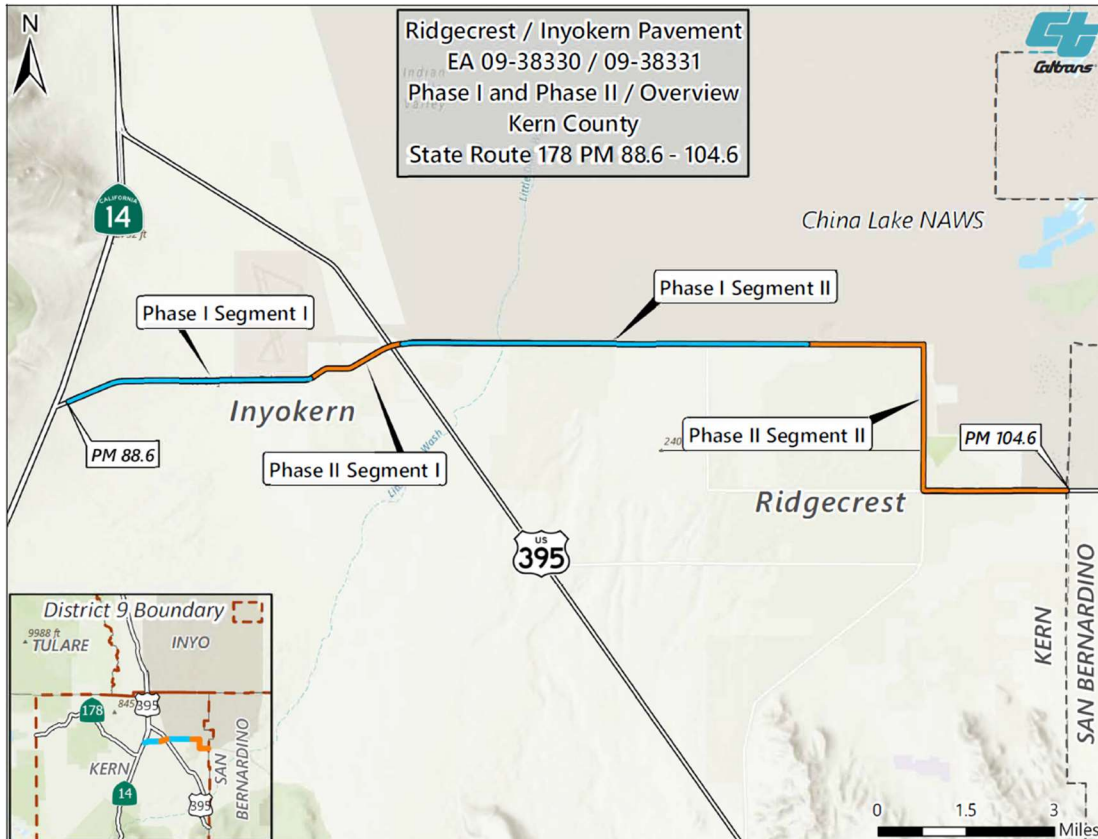 N
Ridgecrest / Inyokern Pavement
EA 09-38330 / 09-38331
Phase I and Phase II / Overview
Kern County
State Route 178 PM 88.6 - 104.6
Ct
Caltrans
Indian
Valley
CALIFORNIA
14
China Lake NAWS
Phase I Segment II
Phase I Segment I
Inyokern
PM 88.6
Phase II Segment I
Phase II Segment II
PM 104.6
240
Wash
Ridgecrest
US
395
KERN
SAN BERNARDINO
District 9 Boundary
9988 ft
TULARE
INYO
178
845
395
KERN
SAN
BERNARDINO
14
395
0 1.5 3
Miles